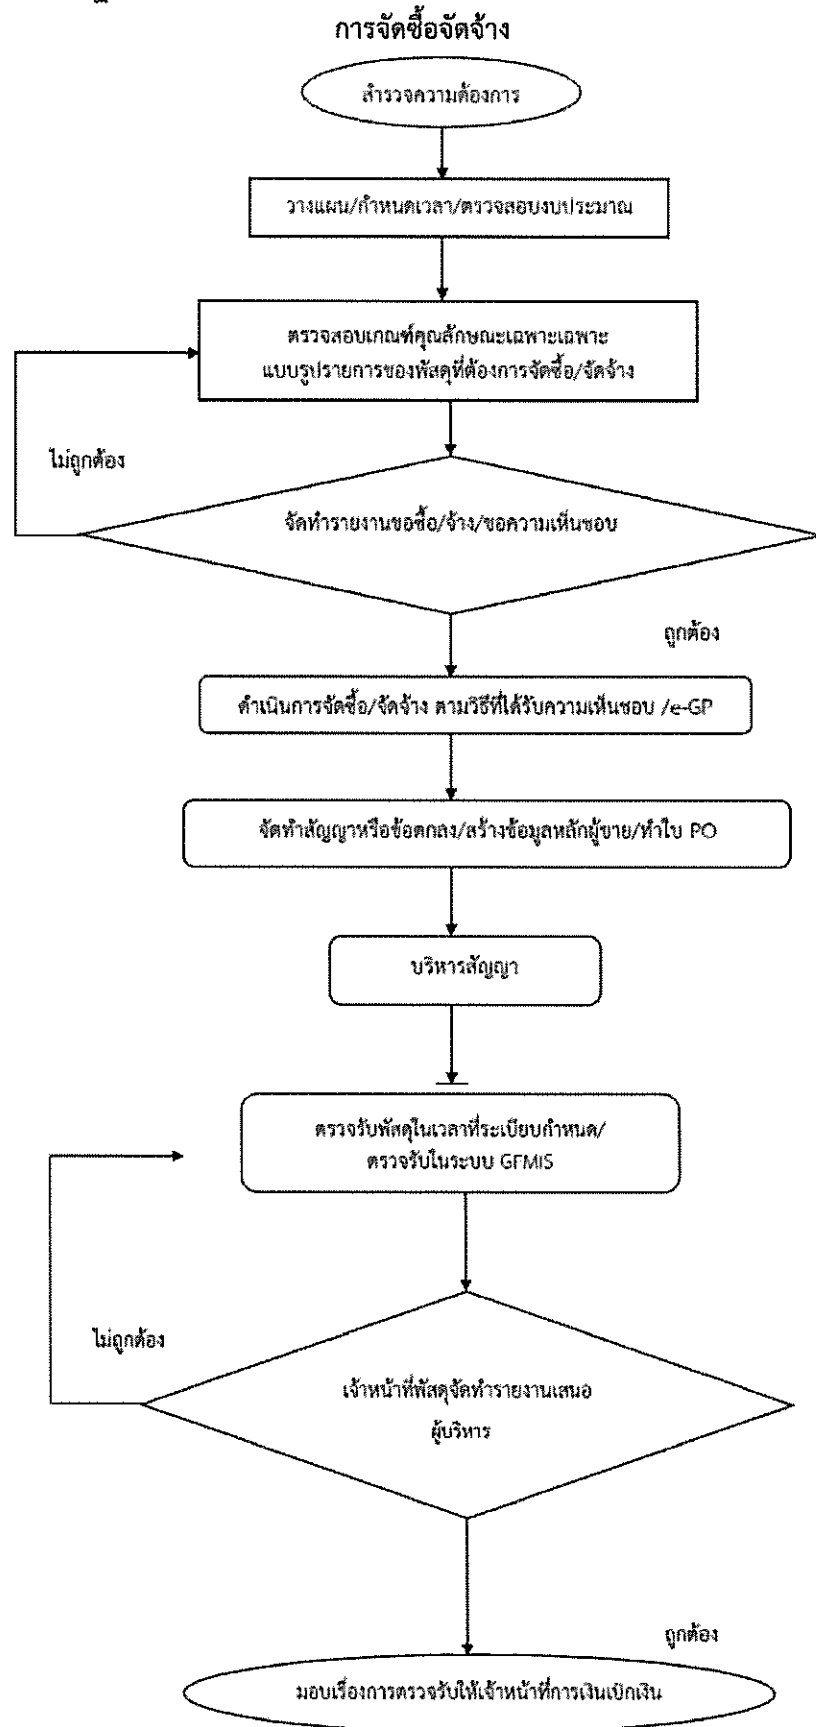 การจัดซื้อจัดจ้าง
สำรวจความต้องการ
วางแผน/กำหนดเวลา/ตรวจสอบงบประมาณ
ตรวจสอบเกณฑ์คุณลักษณะเฉพาะเฉพาะ
แบบรูปรายการของพัสดุที่ต้องการจัดซื้อ/จัดจ้าง
ไม่ถูกต้อง
จัดทำรายงานขอซื้อ/จ้าง/ขอความเห็นชอบ
ถูกต้อง
ดำเนินการจัดซื้อ/จัดจ้าง ตามวิธีที่ได้รับความเห็นชอบ /e-GP
จัดทำสัญญาหรือข้อตกลง/สร้างข้อมูลหลักผู้ขาย/ทำใบ PO
บริหารสัญญา
ตรวจรับพัสดุในเวลาที่ระเบียบกำหนด/
ตรวจรับในระบบ GFMIS
ไม่ถูกต้อง
เจ้าหน้าที่พัสดุจัดทำรายงานเสนอ
ผู้บริหาร
ถูกต้อง
มอบเรื่องการตรวจรับให้เจ้าหน้าที่การเงินเบิกเงิน